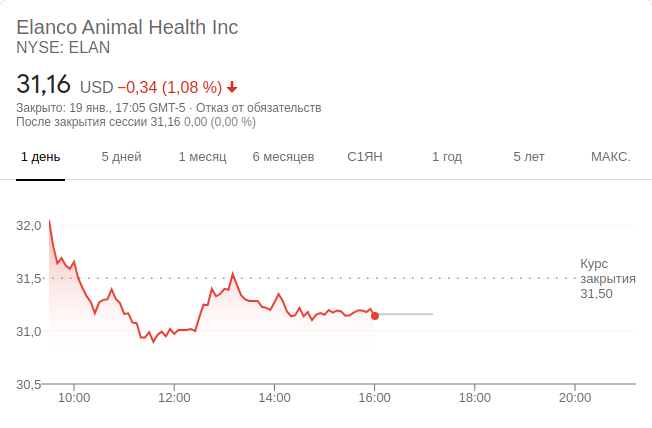 Elanco Animal Health Inc
NYSE: ELAN
31,16 USD −0,34 (1,08 %)
Закрыто: 19 янв., 17:05 GMT-5 · Отказ от обязательств
После закрытия сессии 31,16 0,00 (0,00 %)
1 день 5 дней 1 месяц 6 месяцев С1ЯН 1 год 5 лет МАКС.
32,0
31,5
31,0
30,5
Курс
закрытия
31,50
10:00 12:00 14:00 16:00 18:00 20:00